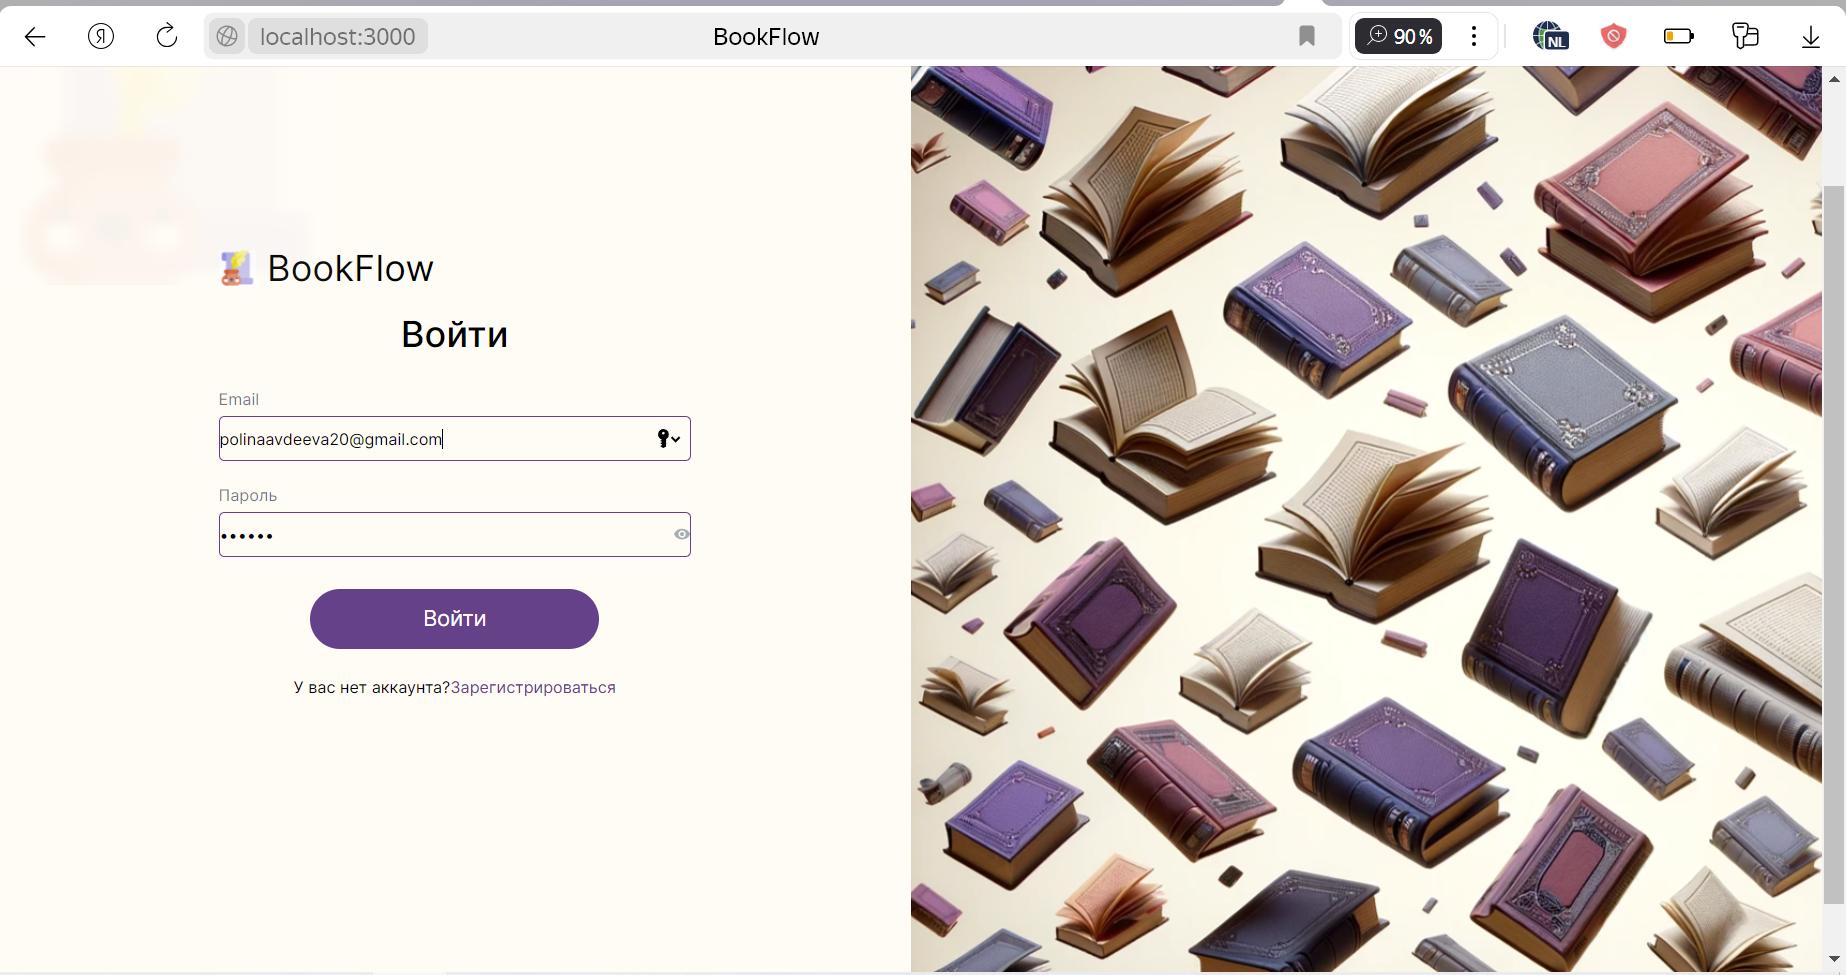 localhost:3000
BookFlow
90%
NL
BookFlow
Войти
Email
polinaavdeeva20@gmail.com
Пароль
••••••
Войти
У вас нет аккаунта?Зарегистрироваться